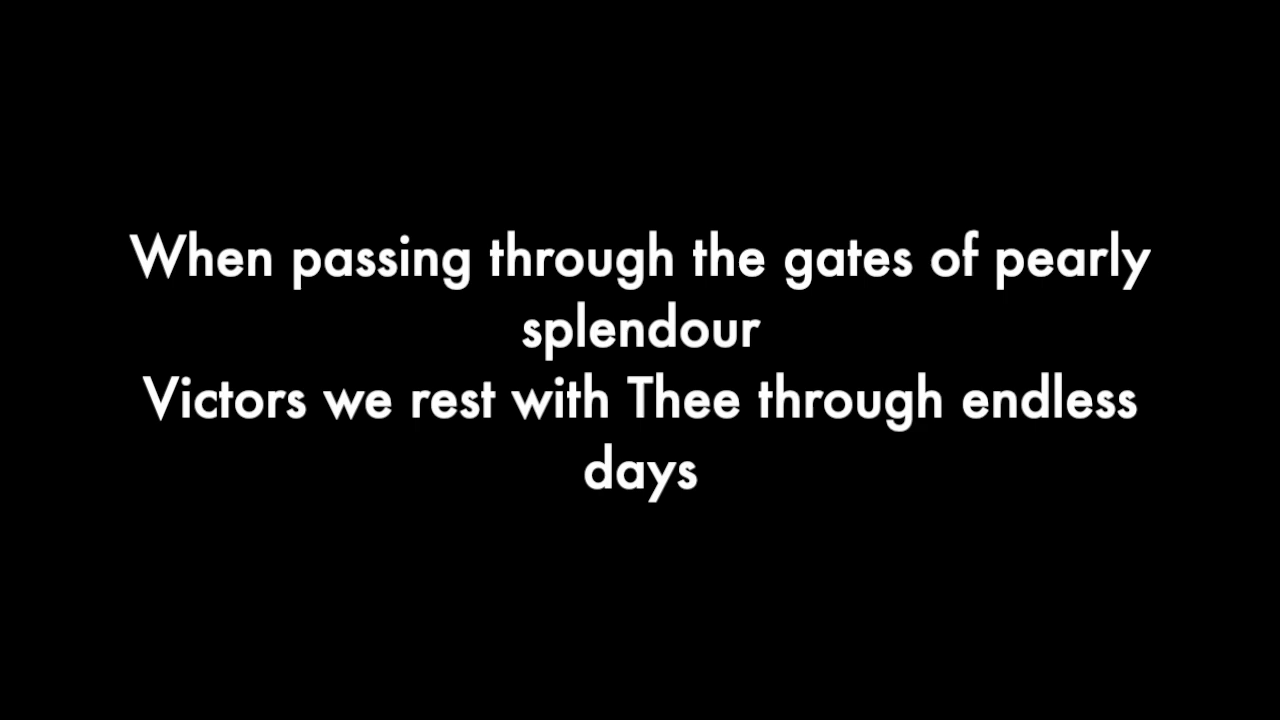 When passing through the gates of pearly
splendour
Victors we rest with Thee through endless
days